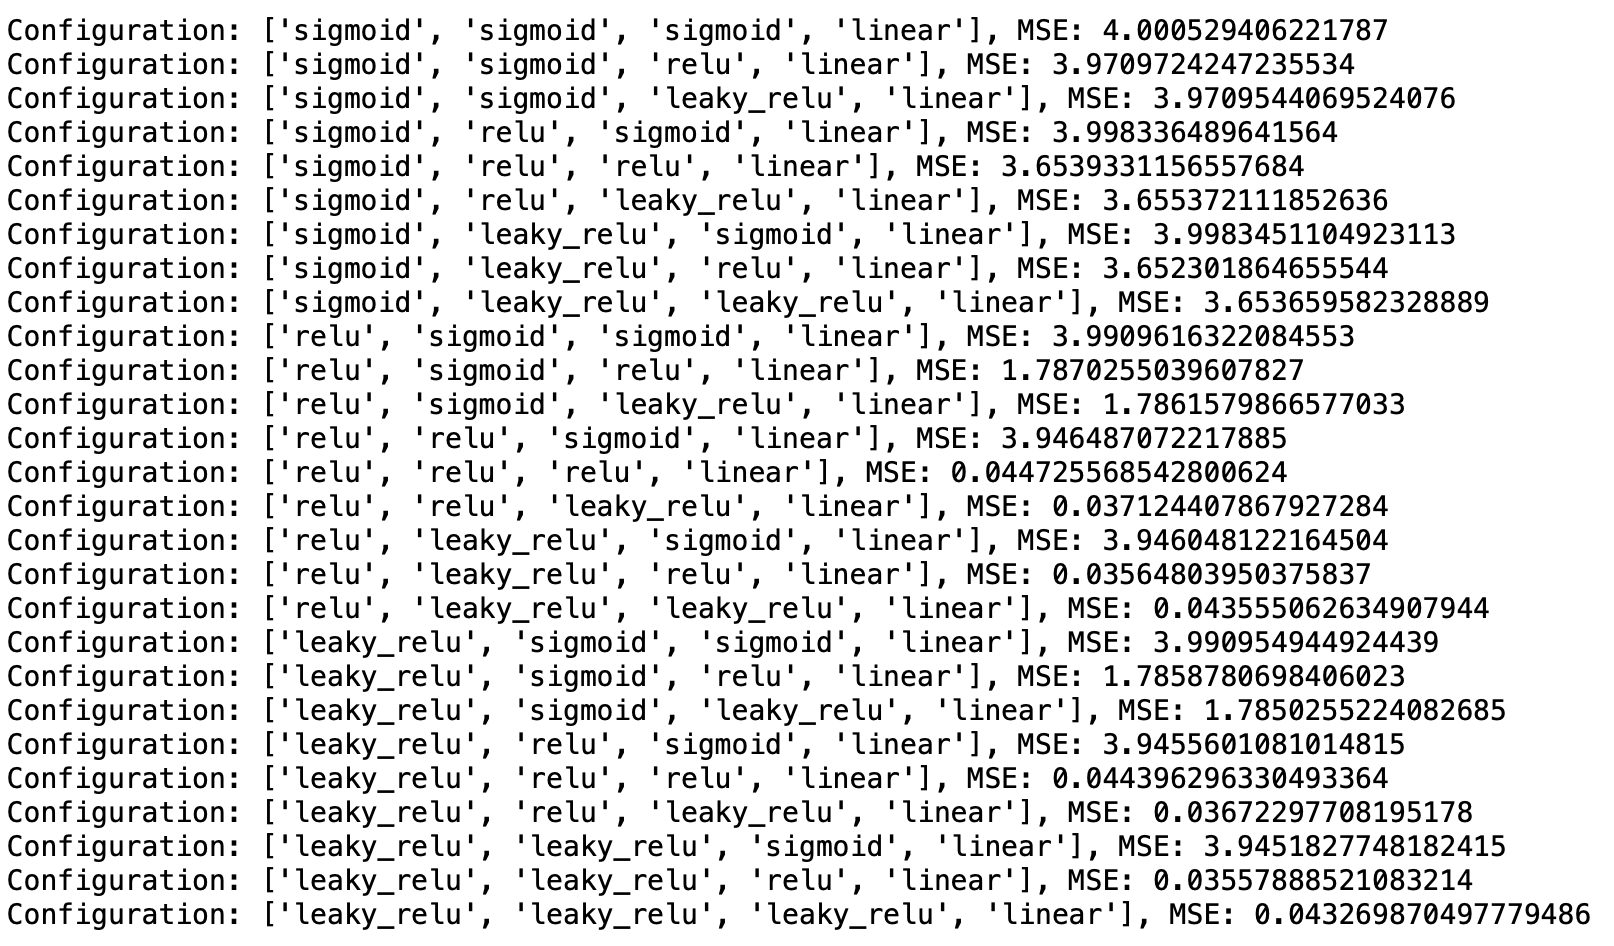 Configuration: ['sigmoid', 'sigmoid', 'sigmoid', 'linear'], MSE: 4.000529406221787
Configuration: ['sigmoid', 'sigmoid', 'relu', 'linear'], MSE: 3.9709724247235534
Configuration: ['sigmoid', 'sigmoid', 'leaky_relu', 'linear'], MSE: 3.9709544069524076
Configuration: ['sigmoid', 'relu', 'sigmoid', 'linear'], MSE: 3.998336489641564
Configuration: ['sigmoid', 'relu', 'relu', 'linear'], MSE: 3.6539331156557684
Configuration: ['sigmoid', 'relu', 'leaky_relu', 'linear'], MSE: 3.655372111852636
Configuration: ['sigmoid', 'leaky_relu', 'sigmoid', 'linear'], MSE: 3.9983451104923113
Configuration: ['sigmoid', 'leaky_relu', 'relu', 'linear'], MSE: 3.652301864655544
Configuration: ['sigmoid', 'leaky_relu', 'leaky_relu', 'linear'], MSE: 3.653659582328889
Configuration: ['relu', 'sigmoid', 'sigmoid', 'linear'], MSE: 3.9909616322084553
Configuration: ['relu', 'sigmoid', 'relu', 'linear'], MSE: 1.7870255039607827
Configuration: ['relu', 'sigmoid', 'leaky_relu', 'linear'], MSE: 1.7861579866577033
Configuration: ['relu', 'relu', 'sigmoid', 'linear'], MSE: 3.946487072217885
Configuration: ['relu', 'relu', 'relu', 'linear'], MSE: 0.044725568542800624
Configuration: ['relu', 'relu', 'leaky_relu', 'linear'], MSE: 0.037124407867927284
Configuration: ['relu', 'leaky_relu', 'sigmoid', 'linear'], MSE: 3.946048122164504
Configuration: ['relu', 'leaky_relu', 'relu', 'linear'], MSE: 0.03564803950375837
Configuration: ['relu', 'leaky_relu', 'leaky_relu', 'linear'], MSE: 0.043555062634907944
Configuration: ['leaky_relu', 'sigmoid', 'sigmoid', 'linear'], MSE: 3.990954944924439
Configuration: ['leaky_relu', 'sigmoid', 'relu', 'linear'], MSE: 1.7858780698406023
Configuration: ['leaky_relu', 'sigmoid', 'leaky_relu', 'linear'], MSE: 1.7850255224082685
Configuration: ['leaky_relu', 'relu', 'sigmoid', 'linear'], MSE: 3.9455601081014815
Configuration: ['leaky_relu', 'relu', 'relu', 'linear'], MSE: 0.044396296330493364
Configuration: ['leaky_relu', 'relu', 'leaky_relu', 'linear'], MSE: 0.03672297708195178
Configuration: ['leaky_relu', 'leaky_relu', 'sigmoid', 'linear'], MSE: 3.9451827748182415
Configuration: ['leaky_relu', 'leaky_relu', 'relu', 'linear'], MSE: 0.03557888521083214
Configuration: ['leaky_relu', 'leaky_relu', 'leaky_relu', 'linear'], MSE: 0.043269870497779486